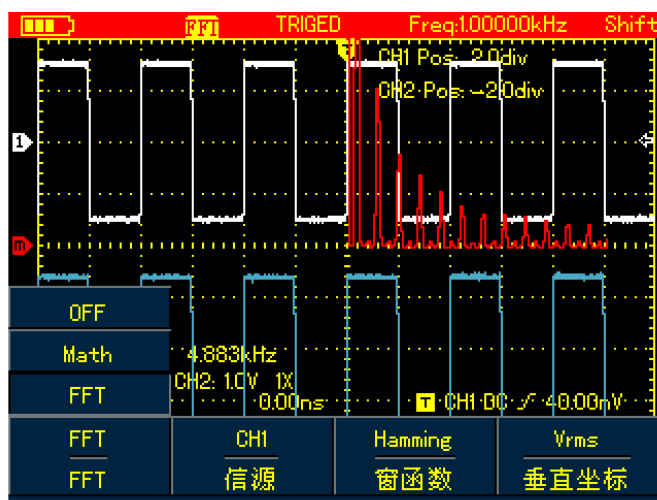 FFT TRIGED Freq:1.00000kHz Shift
CH1 Pos: 2.0div
CH2 Pos: -2.0div
1
m
OFF
Math
4.883kHz
FFT
CH2: 1.0V 1X
0.00ns
T CH1 DC 40.00mV
FFT CH1 Hamming Vrms
FFT 信源 窗函数 垂直坐标